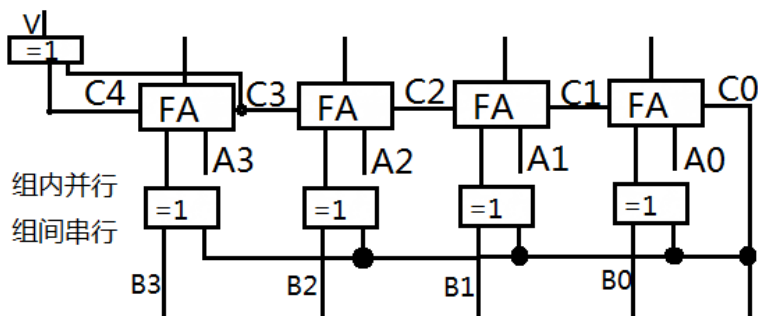 V
=1
C4 FA C3 FA C2 FA C1 FA C0
A3 A2 A1 A0
组内并行
=1 =1 =1 =1
组间串行
B3 B2 B1 B0